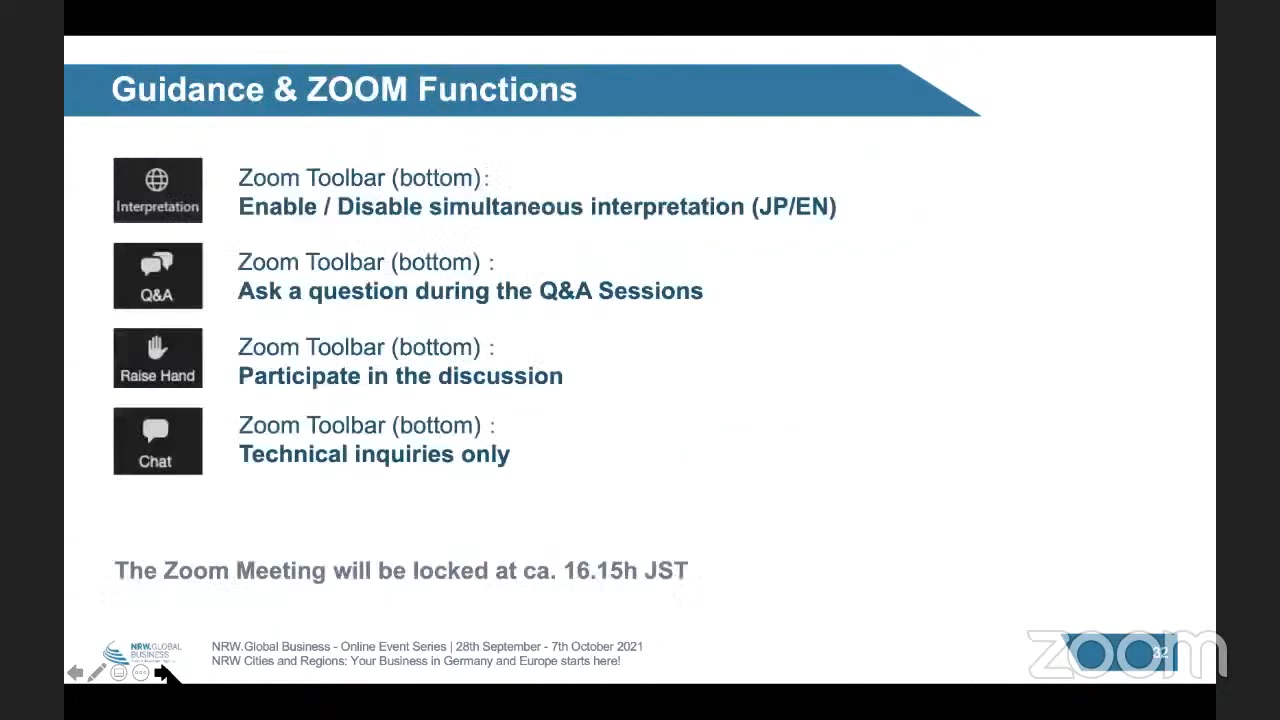 Guidance & ZOOM Functions
Interpretation
Zoom Toolbar (bottom):
Enable / Disable simultaneous interpretation (JP/EN)
Q&A
Zoom Toolbar (bottom) :
Ask a question during the Q&A Sessions
Raise Hand
Zoom Toolbar (bottom) :
Participate in the discussion
Chat
Zoom Toolbar (bottom) :
Technical inquiries only
The Zoom Meeting will be locked at ca. 16.15h JST
NRW.GLOBAL
BUSINESS
NRW.Global Business - Online Event Series | 28th September - 7th October 2021
NRW Cities and Regions: Your Business in Germany and Europe starts here!
32
zoom